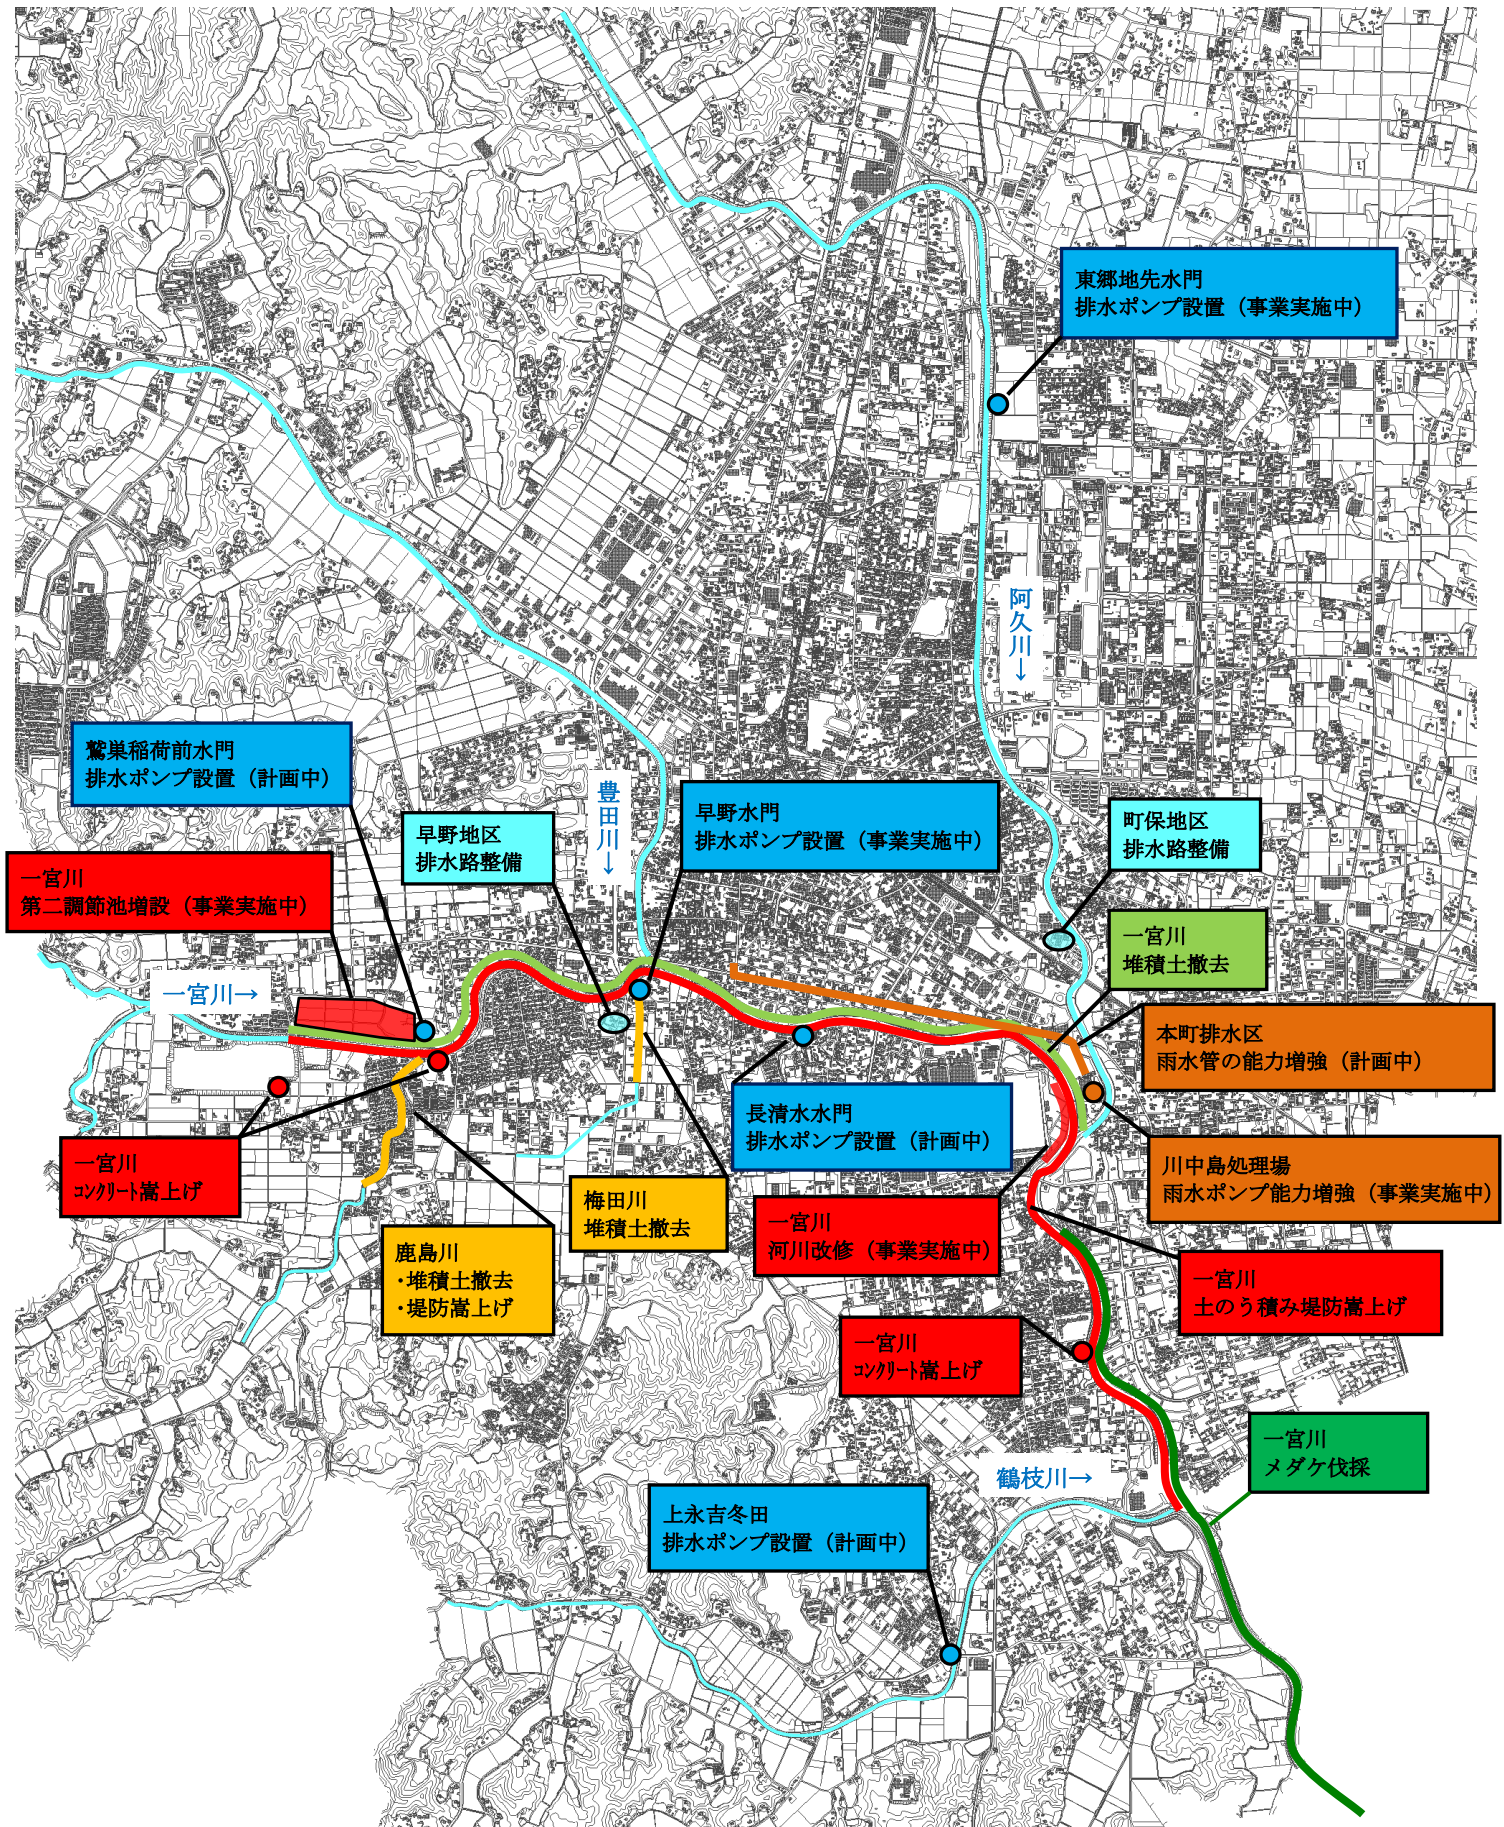 東郷地先水門
排水ポンプ設置（事業実施中）
阿久川→
鷲巣稲荷前水門
排水ポンプ設置（計画中）
豊田川→
早野水門
排水ポンプ設置（事業実施中）
町保地区
排水路整備
早野地区
排水路整備
一宮川
第二調節池増設（事業実施中）
一宮川
堆積土撤去
一宮川→
本町排水区
雨水管の能力増強（計画中）
長清水水門
排水ポンプ設置（計画中）
川中島処理場
雨水ポンプ能力増強（事業実施中）
一宮川
ｺﾝｸﾘｰﾄ嵩上げ
梅田川
堆積土撤去
一宮川
河川改修（事業実施中）
鹿島川
・堆積土撤去
・堤防嵩上げ
一宮川
土のう積み堤防嵩上げ
一宮川
ｺﾝｸﾘｰﾄ嵩上げ
一宮川
メダケ伐採
鶴枝川→
上永吉冬田
排水ポンプ設置（計画中）